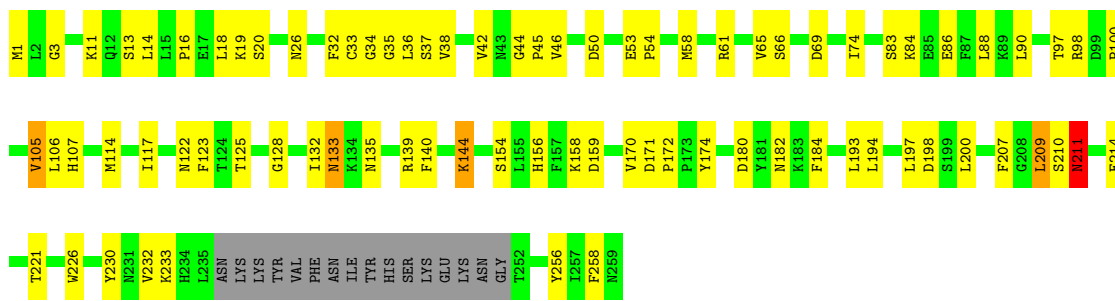 M1 L2 G3 K11 Q12 S13 L14 L15 P16 E17 L18 K19 S20 N26 F32 C33 G34 G35 L36 S37 V38 V42 N43 G44 P45 V46 D50 E53 P54 M58 R61 V65 S66 D69 I74 S83 K84 E85 E86 F87 L88 K89 L90 T97 R98 D99
V105 L106 H107 M114 I117 N122 F123 T124 T125 G128 I132 N133 K134 N135 R139 F140 K144 S154 L155 H156 F157 K158 D159 V170 D171 P172 P173 Y174 D180 Y181 N182 K183 F184 L193 L194 L197 D198 S199 L200 F207 G208 L209 S210 N211
T221 W226 Y230 N231 V232 K233 H234 L235 ASN LYS LYS TYR VAL PHE ASN ILE TYR HIS SER LYS GLU LYS ASN GLY T252 Y256 I257 F258 N259